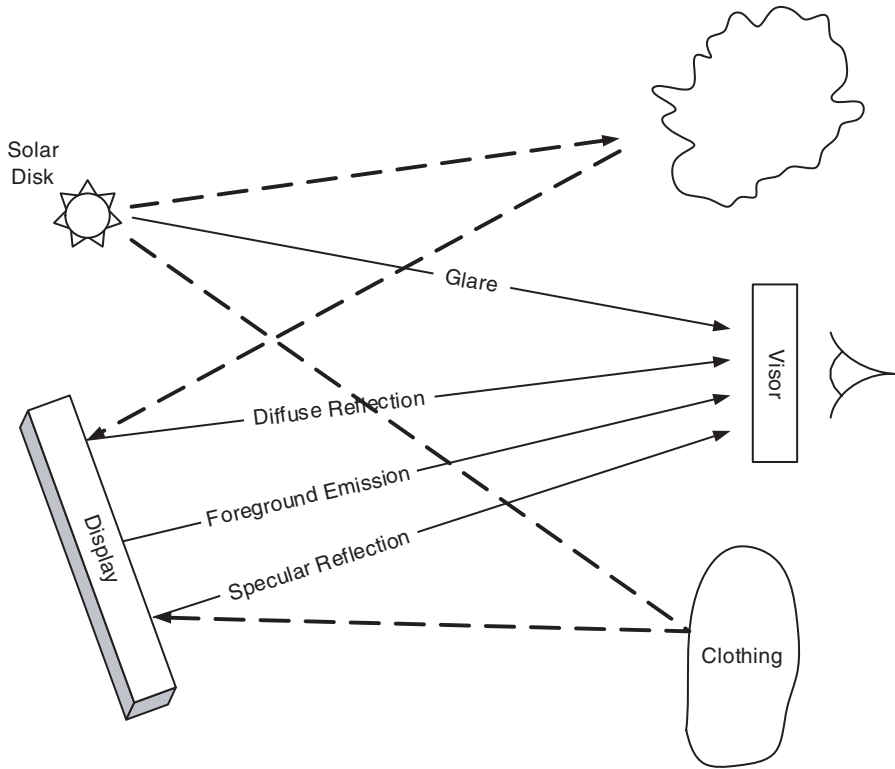 Solar
Disk
Glare
Visor
Diffuse Reflection
Foreground Emission
Display
Specular Reflection
Clothing